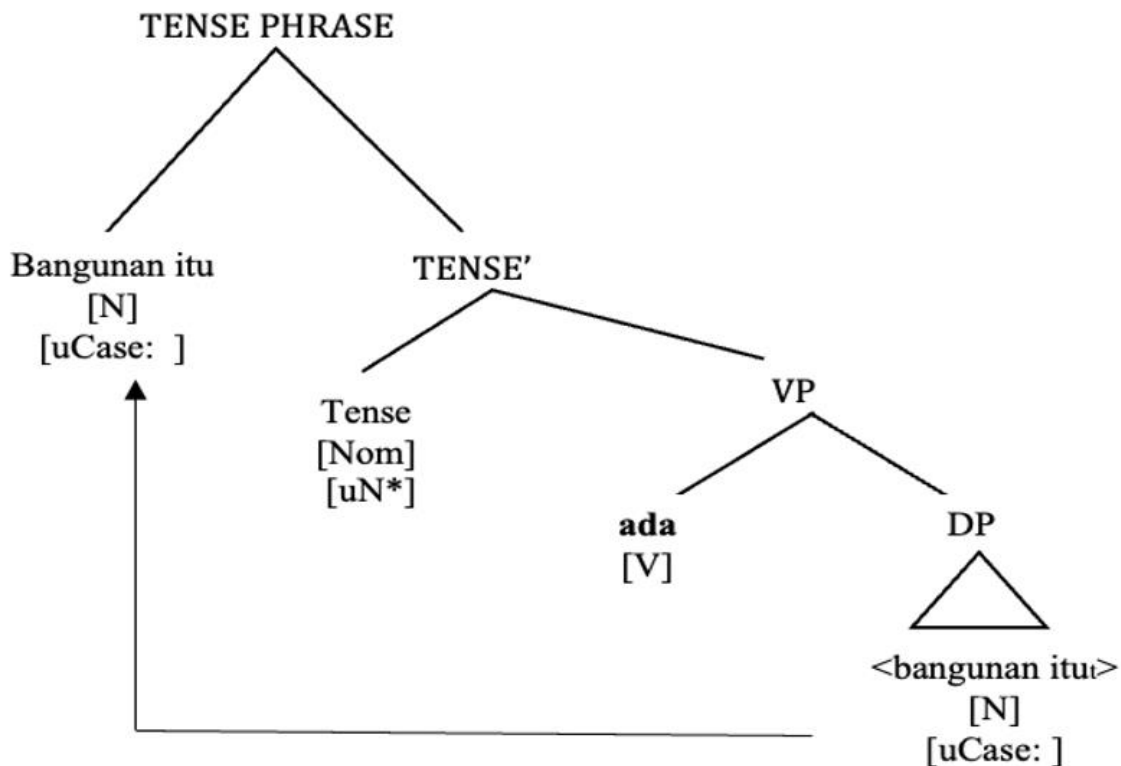 TENSE PHRASE
Bangunan itu
[N]
[uCase:  ]
TENSE’
Tense
[Nom]
[uN*]
VP
ada
[V]
DP
<bangunan itut>
[N]
[uCase: ]